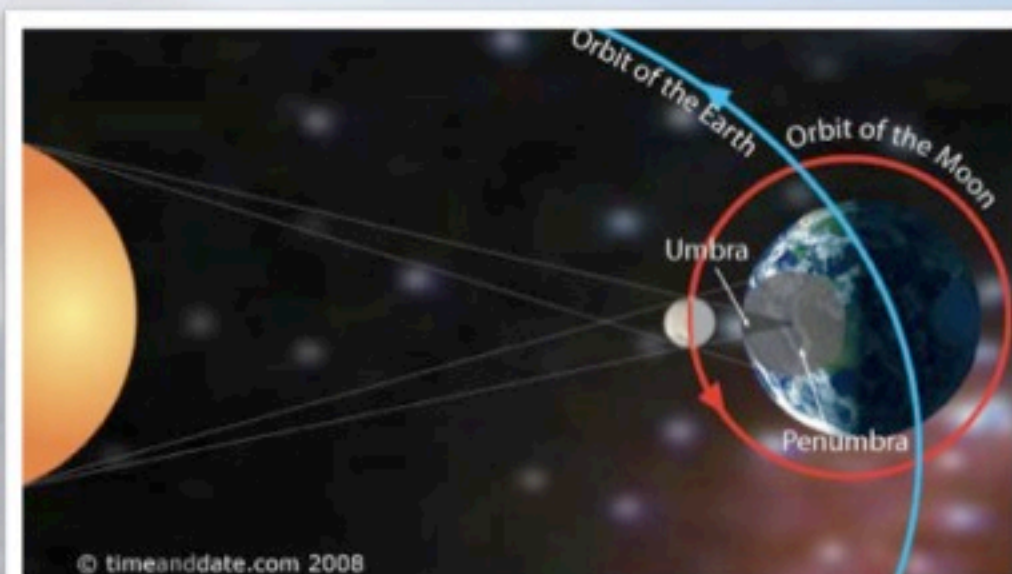 Orbit of the Earth
Orbit of the Moon
Umbra
Penumbra
© timeanddate.com 2008